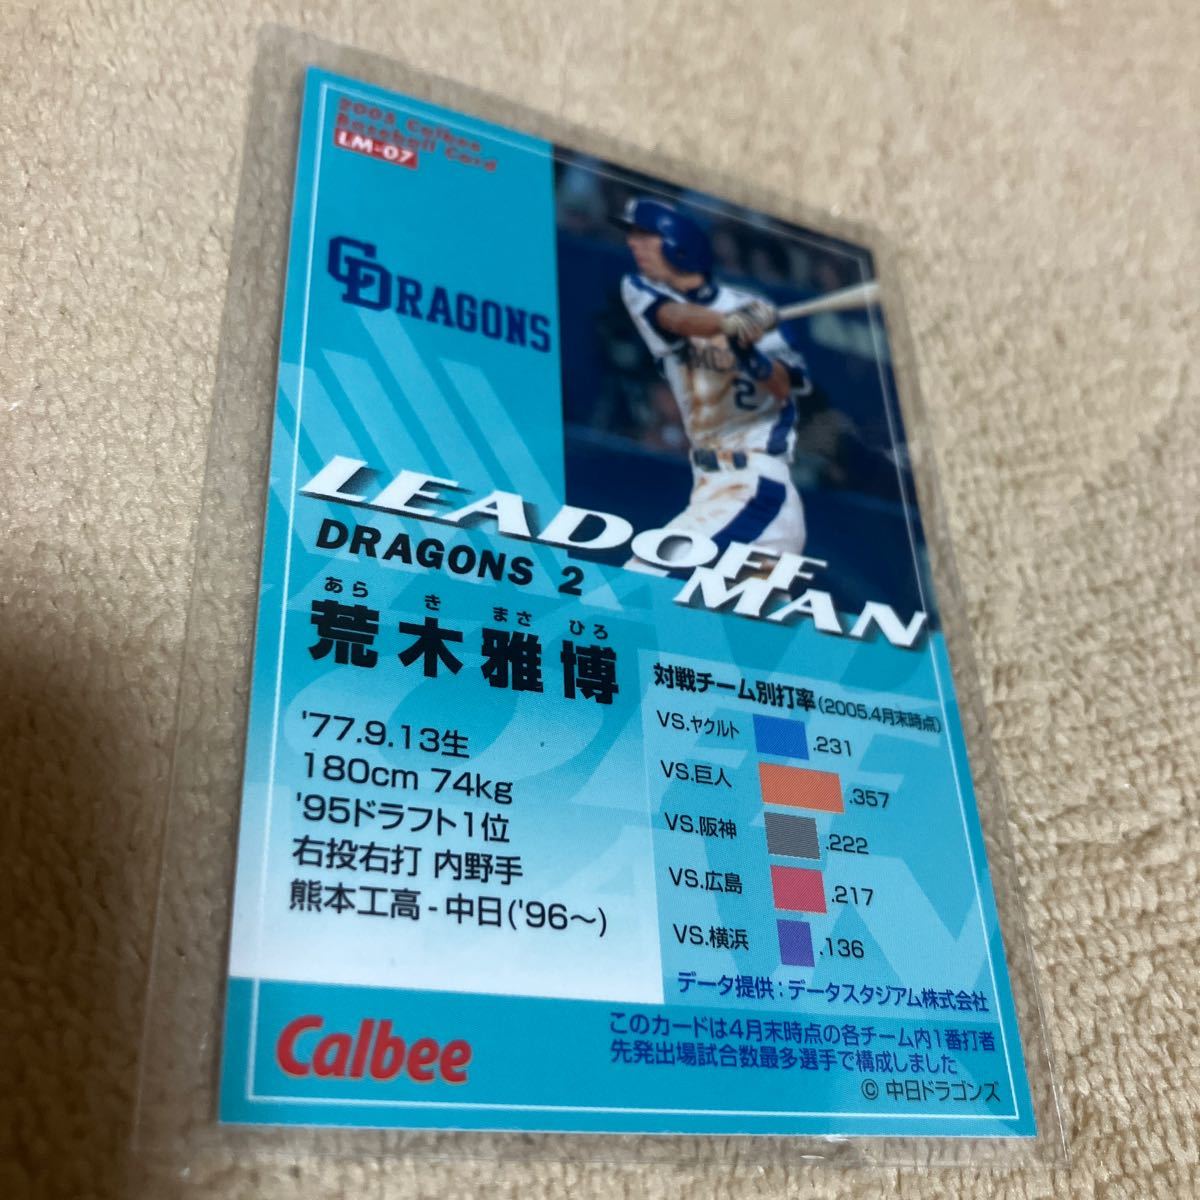 2005 Calbee
Baseball Card
LM-07
CDRAGONS
2
LEADOFF
MAN
DRAGONS 2
あら き まさ ひろ
荒木雅博
'77.9.13生
180cm 74kg
'95ドラフト1位
右投右打 内野手
熊本工高-中日('96〜)
対戦チーム別打率(2005.4月末時点)
VS.ヤクルト .231
VS.巨人 .357
VS.阪神 .222
VS.広島 .217
VS.横浜 .136
データ提供:データスタジアム株式会社
Calbee
このカードは4月末時点の各チーム内1番打者
先発出場試合数最多選手で構成しました
© 中日ドラゴンズ